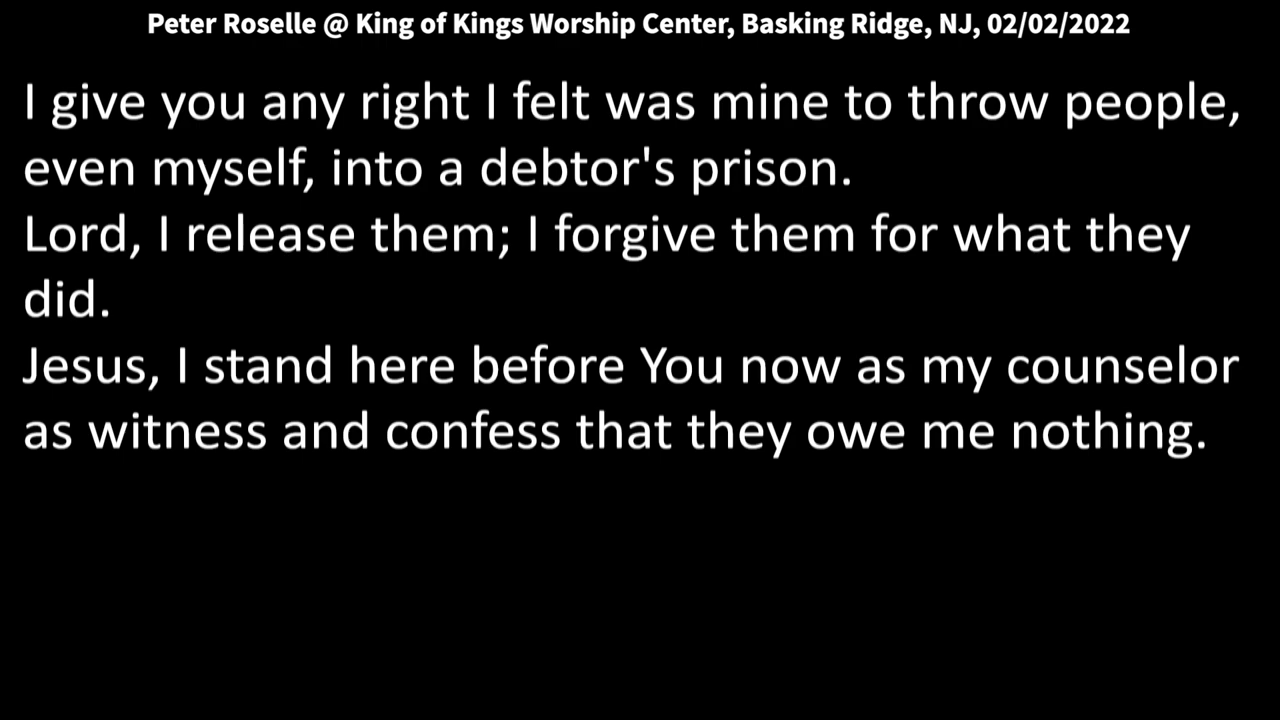 Peter Roselle @ King of Kings Worship Center, Basking Ridge, NJ, 02/02/2022
I give you any right I felt was mine to throw people,
even myself, into a debtor's prison.
Lord, I release them; I forgive them for what they
did.
Jesus, I stand here before You now as my counselor
as witness and confess that they owe me nothing.